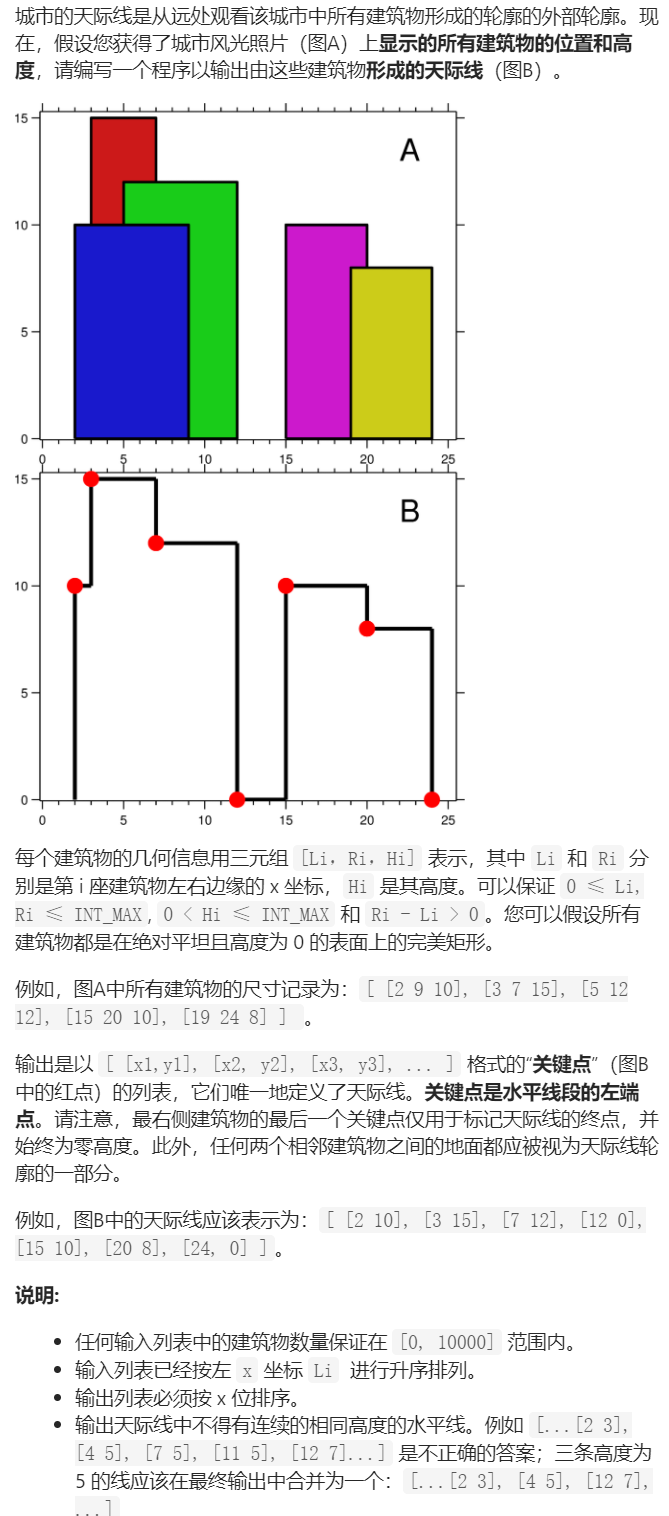 城市的天际线是从远处观看该城市中所有建筑物形成的轮廓的外部轮廓。现
在，假设您获得了城市风光照片（图A）上显示的所有建筑物的位置和高
度，请编写一个程序以输出由这些建筑物形成的天际线（图B）。
15
A
10
5
0
0 5 10 15 20 25
15
B
10
5
0
0 5 10 15 20 25
每个建筑物的几何信息用三元组 [Li，Ri，Hi] 表示，其中 Li 和 Ri 分
别是第 i 座建筑物左右边缘的 x 坐标，Hi 是其高度。可以保证 0 ≤ Li,
Ri ≤ INT_MAX, 0 < Hi ≤ INT_MAX 和 Ri - Li > 0。您可以假设所有
建筑物都是在绝对平坦且高度为 0 的表面上的完美矩形。
例如，图A中所有建筑物的尺寸记录为：[ [2 9 10], [3 7 15], [5 12
12], [15 20 10], [19 24 8] ] 。
输出是以 [ [x1,y1], [x2, y2], [x3, y3], ... ] 格式的“关键点”（图B
中的红点）的列表，它们唯一地定义了天际线。关键点是水平线段的左端
点。请注意，最右侧建筑物的最后一个关键点仅用于标记天际线的终点，并
始终为零高度。此外，任何两个相邻建筑物之间的地面都应被视为天际线轮
廓的一部分。
例如，图B中的天际线应该表示为：[ [2 10], [3 15], [7 12], [12 0],
[15 10], [20 8], [24, 0] ]。
说明:
• 任何输入列表中的建筑物数量保证在 [0, 10000] 范围内。
• 输入列表已经按左 x 坐标 Li 进行升序排列。
• 输出列表必须按 x 位排序。
• 输出天际线中不得有连续的相同高度的水平线。例如 [...[2 3],
[4 5], [7 5], [11 5], [12 7]...] 是不正确的答案；三条高度为
5 的线应该在最终输出中合并为一个：[...[2 3], [4 5], [12 7],
...]